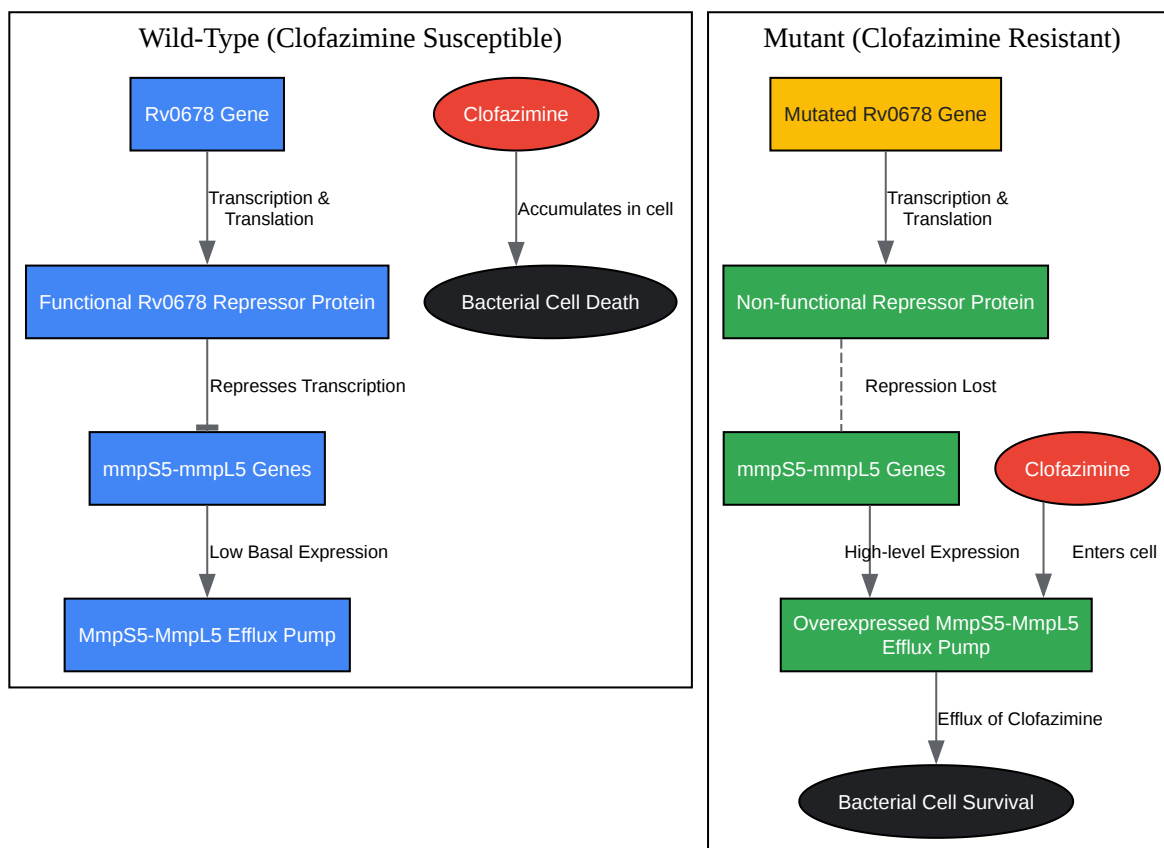 Wild-Type (Clofazimine Susceptible)
Rv0678 Gene
Clofazimine
Transcription &
Translation
Accumulates in cell
Functional Rv0678 Repressor Protein
Bacterial Cell Death
Represses Transcription
mmpS5-mmpL5 Genes
Low Basal Expression
MmpS5-MmpL5 Efflux Pump
Mutant (Clofazimine Resistant)
Mutated Rv0678 Gene
Transcription &
Translation
Non-functional Repressor Protein
Repression Lost
mmpS5-mmpL5 Genes
Clofazimine
High-level Expression
Enters cell
Overexpressed MmpS5-MmpL5
Efflux Pump
Efflux of Clofazimine
Bacterial Cell Survival